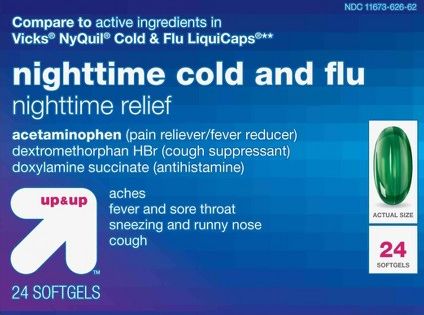 NDC 11673-626-62
Compare to active ingredients in
Vicks® NyQuil® Cold & Flu LiquiCaps®**
nighttime cold and flu
nighttime relief
acetaminophen (pain reliever/fever reducer)
dextromethorphan HBr (cough suppressant)
doxylamine succinate (antihistamine)
up&up
aches
fever and sore throat
sneezing and runny nose
cough
TM
24 SOFTGELS
ACTUAL SIZE
24
SOFTGELS